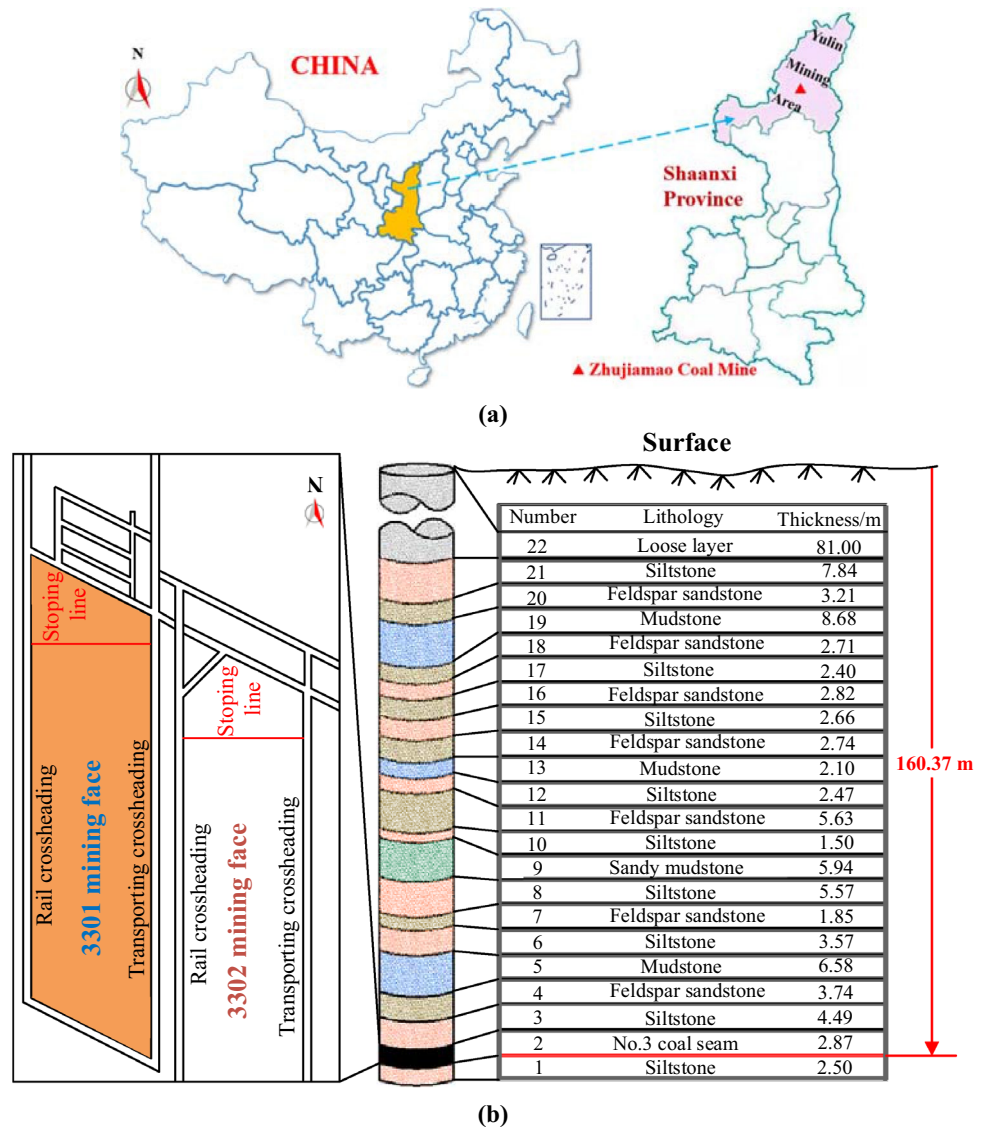 N
CHINA
Yulin
Mining
Area
Shaanxi
Province
▲ Zhujiamao Coal Mine
(a)
Surface
N
Stoping
line
Stoping
line
Rail crossheading
3301 mining face
Transporting crossheading
Rail crossheading
3302 mining face
Transporting crossheading
Number Lithology Thickness/m
22 Loose layer 81.00
21 Siltstone 7.84
20 Feldspar sandstone 3.21
19 Mudstone 8.68
18 Feldspar sandstone 2.71
17 Siltstone 2.40
16 Feldspar sandstone 2.82
15 Siltstone 2.66
14 Feldspar sandstone 2.74
13 Mudstone 2.10
12 Siltstone 2.47
11 Feldspar sandstone 5.63
10 Siltstone 1.50
9 Sandy mudstone 5.94
8 Siltstone 5.57
7 Feldspar sandstone 1.85
6 Siltstone 3.57
5 Mudstone 6.58
4 Feldspar sandstone 3.74
3 Siltstone 4.49
2 No.3 coal seam 2.87
1 Siltstone 2.50
160.37 m
(b)